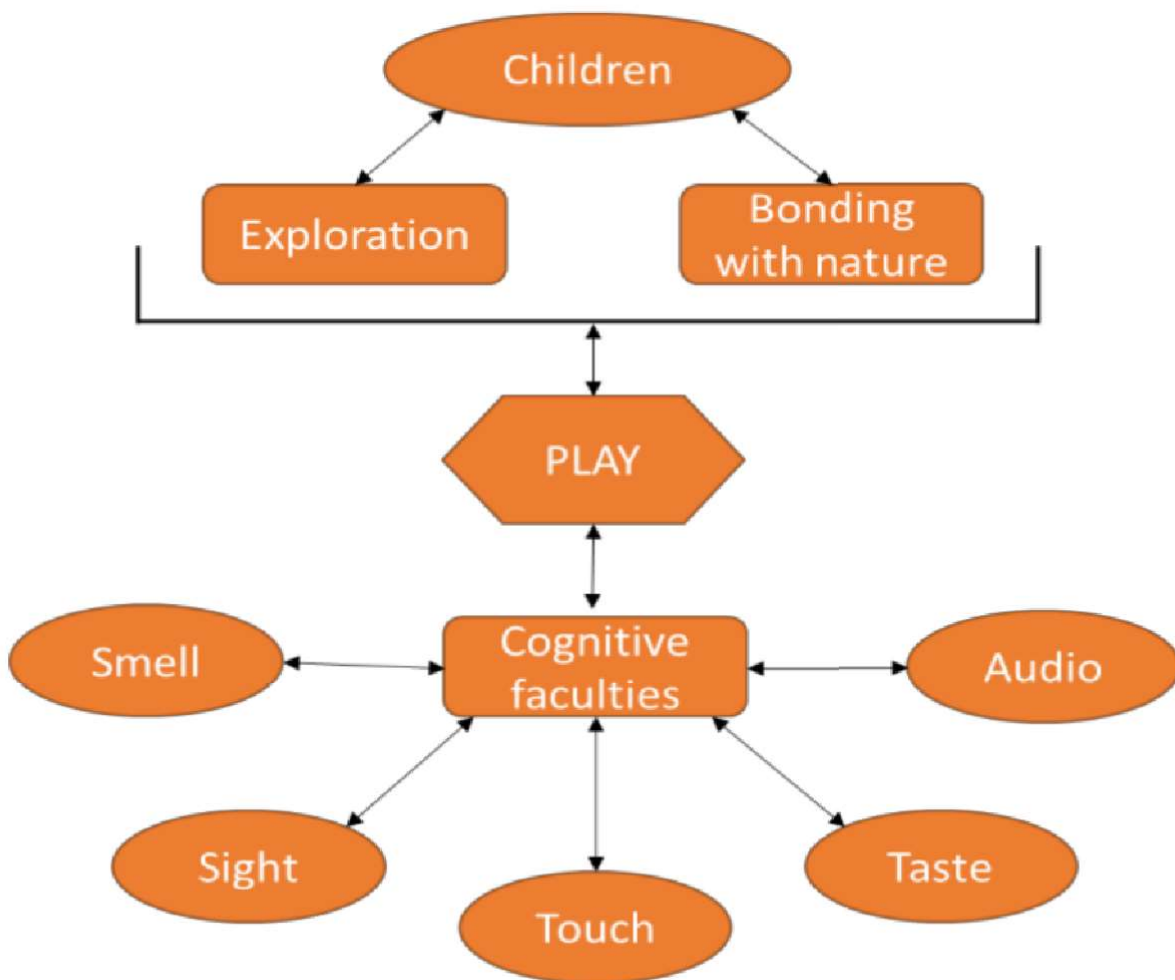 Children
Exploration
Bonding
with nature
PLAY
Cognitive
faculties
Smell
Audio
Sight
Taste
Touch